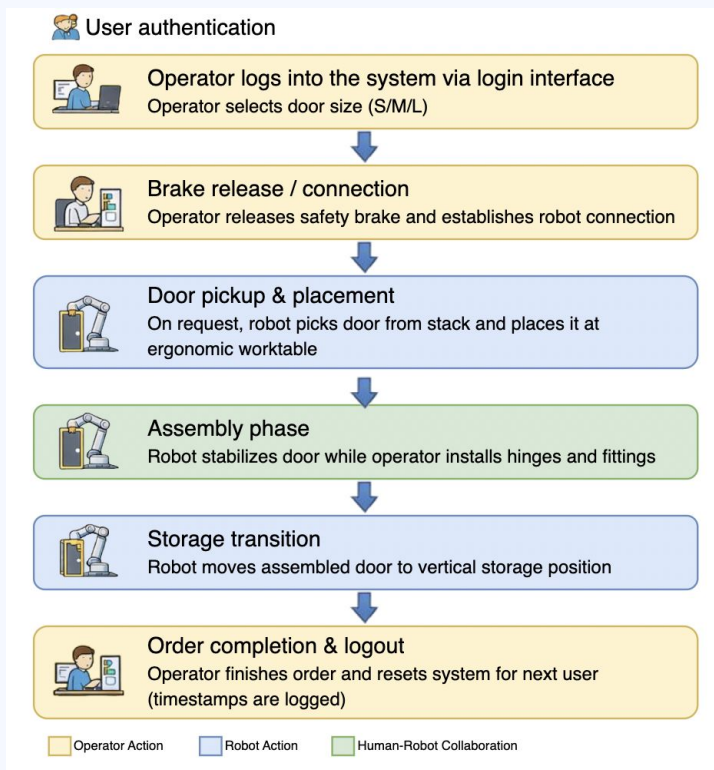 User authentication
Operator logs into the system via login interface
Operator selects door size (S/M/L)
Brake release / connection
Operator releases safety brake and establishes robot connection
Door pickup & placement
On request, robot picks door from stack and places it at
ergonomic worktable
Assembly phase
Robot stabilizes door while operator installs hinges and fittings
Storage transition
Robot moves assembled door to vertical storage position
Order completion & logout
Operator finishes order and resets system for next user
(timestamps are logged)
Operator Action
Robot Action
Human-Robot Collaboration